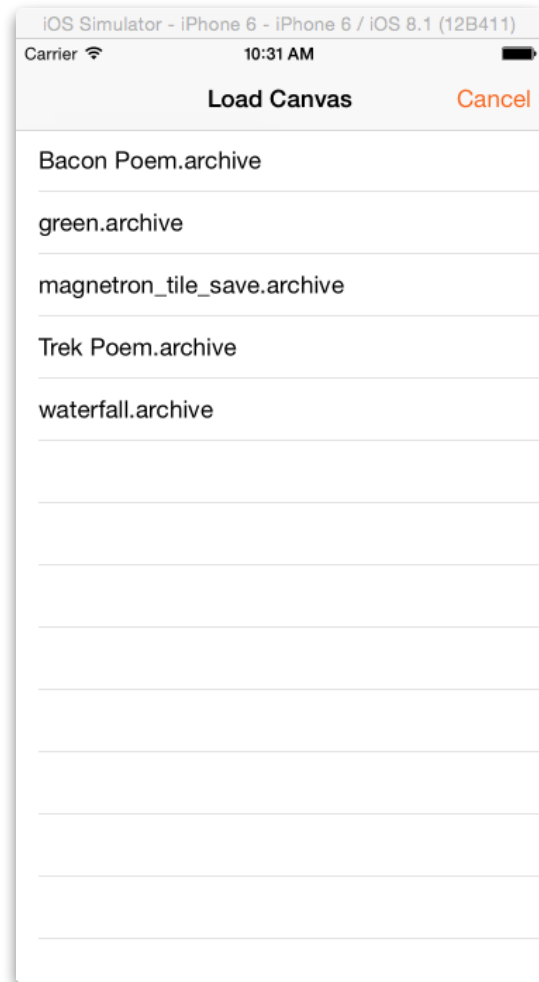 iOS Simulator - iPhone 6 - iPhone 6 / iOS 8.1 (12B411)
Carrier 10:31 AM
Load Canvas Cancel
Bacon Poem.archive
green.archive
magnetron_tile_save.archive
Trek Poem.archive
waterfall.archive